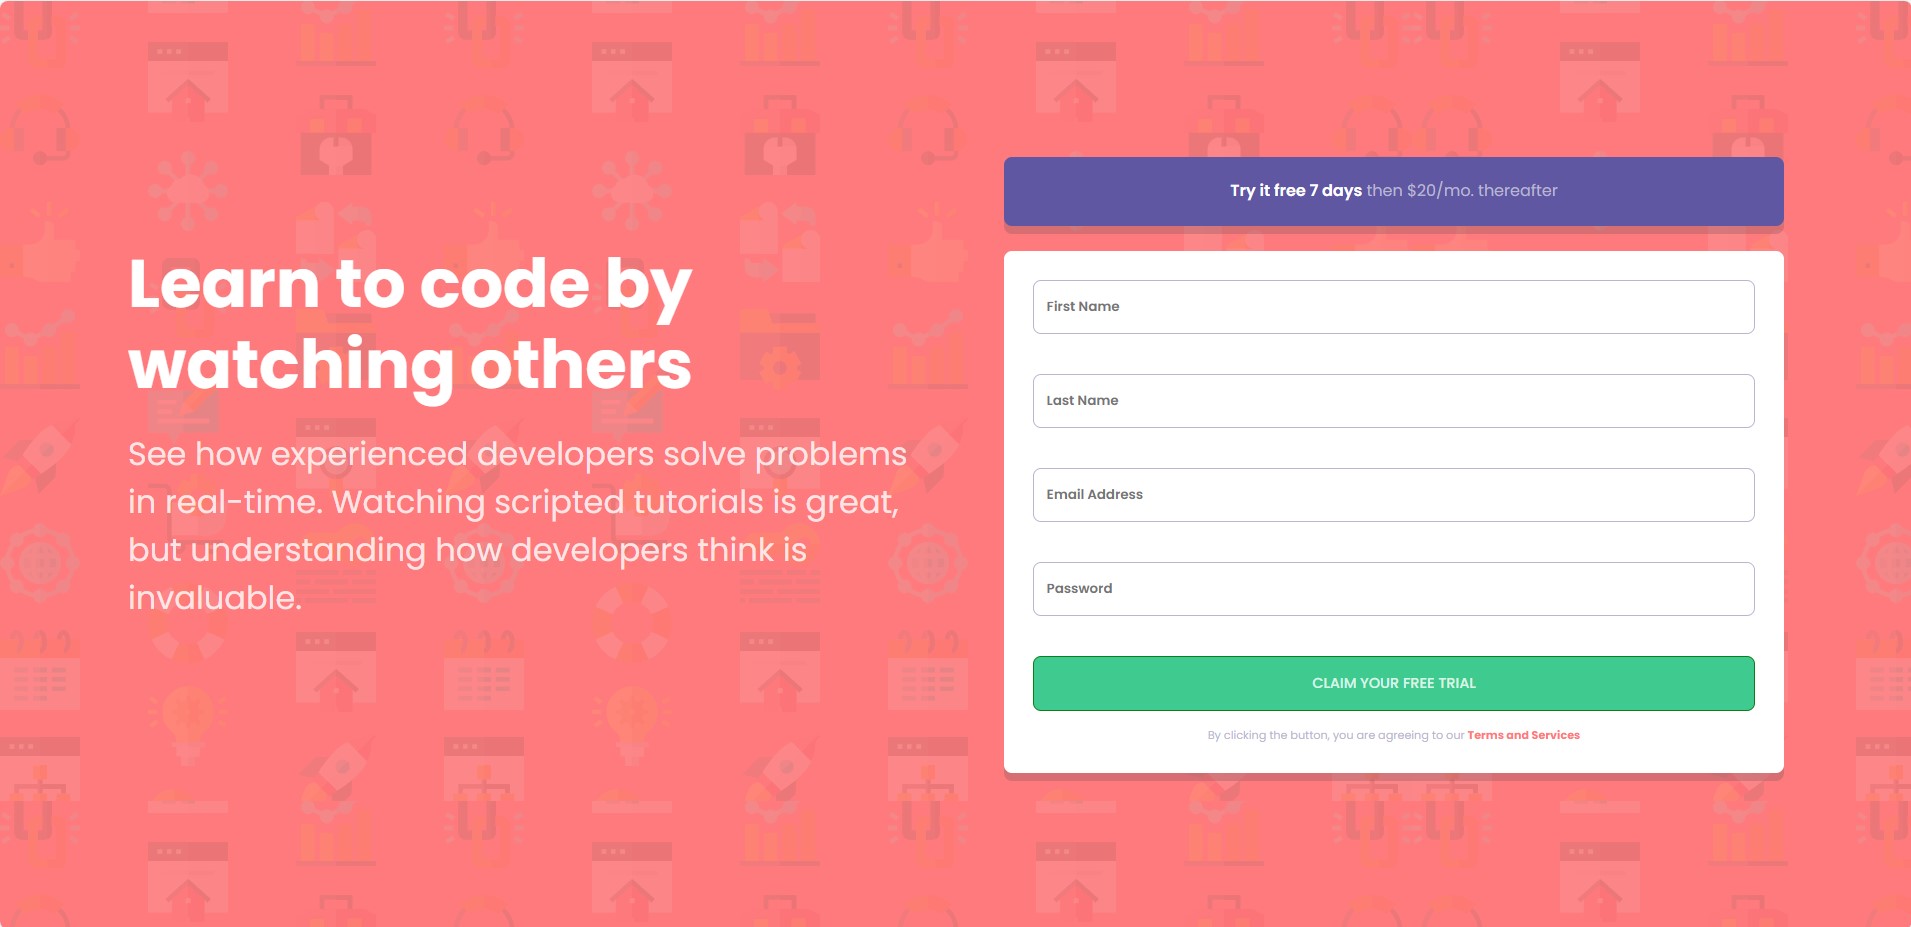 Learn to code by
watching others
See how experienced developers solve problems
in real-time. Watching scripted tutorials is great,
but understanding how developers think is
invaluable.
Try it free 7 days then $20/mo. thereafter
First Name
Last Name
Email Address
Password
CLAIM YOUR FREE TRIAL
By clicking the button, you are agreeing to our Terms and Services